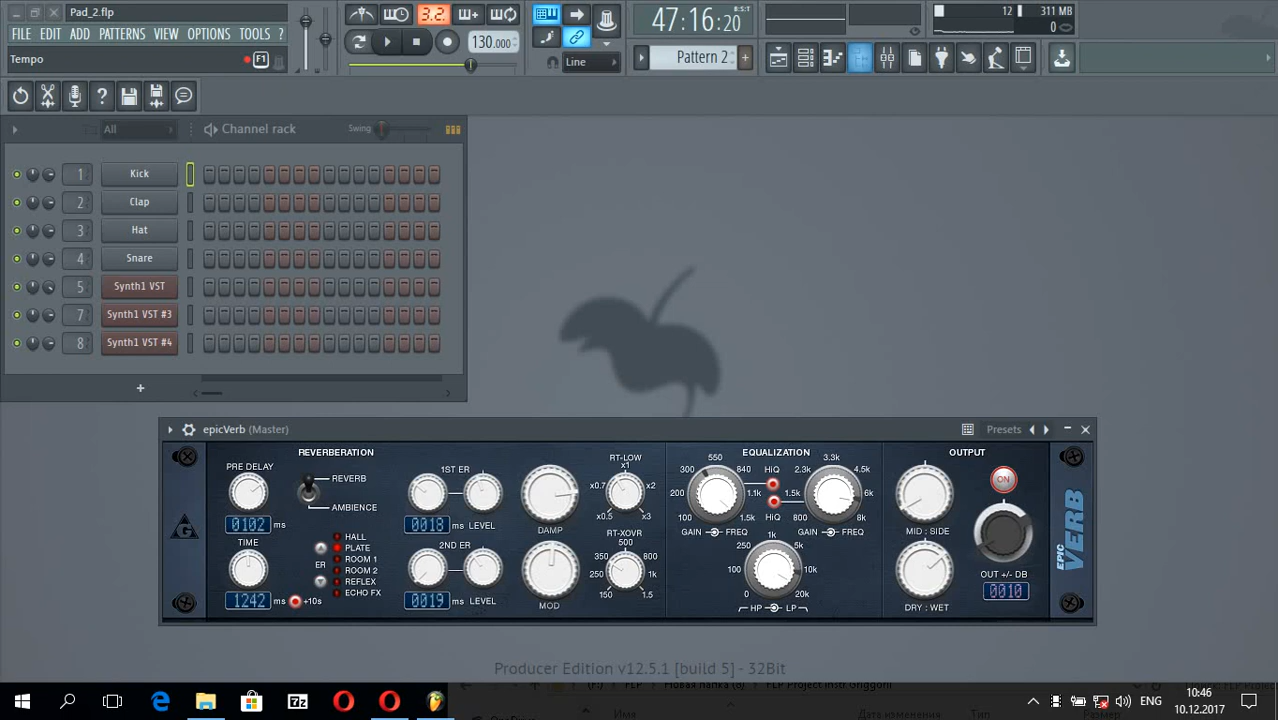 Pad_2.flp
FILE EDIT ADD PATTERNS VIEW OPTIONS TOOLS ?
Tempo
F1
3.2.
130.000
47:16:20
B:S:T
Line
Pattern 2
12
311 MB
0
All
Channel rack
Swing
1 Kick
2 Clap
3 Hat
4 Snare
5 Synth1 VST
7 Synth1 VST #3
8 Synth1 VST #4
+
epicVerb (Master)
Presets
REVERBERATION
PRE DELAY
0102 ms
TIME
1242 ms
+10s
REVERB
AMBIENCE
ER
HALL
PLATE
ROOM 1
ROOM 2
REFLEX
ECHO FX
1ST ER
0018 ms LEVEL
2ND ER
0019 ms LEVEL
DAMP
MOD
RT-LOW
x1
x0.7
x2
x0.5
x3
RT-XOVR
500
350
800
250
1k
150
1.5
EQUALIZATION
550
300
840
200
1.1k
100
1.5k
GAIN FREQ
HiQ
HiQ
3.3k
2.3k
4.5k
1.5k
6k
800
8k
GAIN FREQ
1k
250
5k
100
10k
0
20k
HP LP
OUTPUT
MID : SIDE
DRY : WET
ON
OUT +/- DB
0010
EPIC VERB
Producer Edition v12.5.1 [build 5] - 32Bit
ENG
10:46
10.12.2017